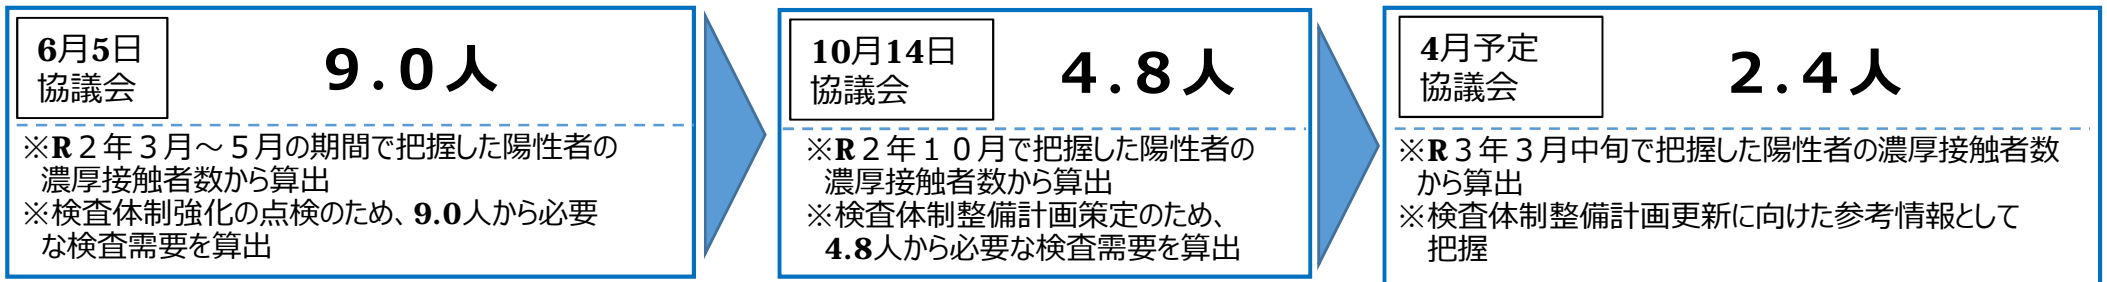 6月5日
協議会
９.０人
※R２年３月～５月の期間で把握した陽性者の
濃厚接触者数から算出
※検査体制強化の点検のため、9.0人から必要
な検査需要を算出
10月14日
協議会
４.８人
※R２年１０月で把握した陽性者の
濃厚接触者数から算出
※検査体制整備計画策定のため、
4.8人から必要な検査需要を算出
4月予定
協議会
２.４人
※R３年３月中旬で把握した陽性者の濃厚接触者数
から算出
※検査体制整備計画更新に向けた参考情報として
把握